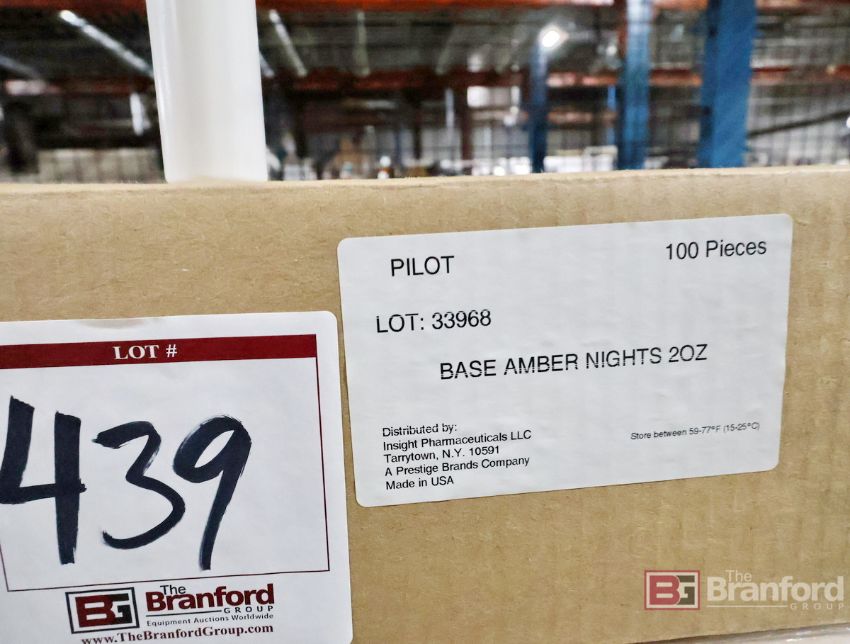 PILOT
100 Pieces
LOT: 33968
BASE AMBER NIGHTS 2OZ
Distributed by:
Insight Pharmaceuticals LLC
Tarrytown, N.Y. 10591
A Prestige Brands Company
Made in USA
Store between 59-77°F (15-25°C)
LOT #
439
BG
The
Branford
GROUP
Equipment Auctions Worldwide
www.TheBranfordGroup.com
BG
The
Branford
GROUP